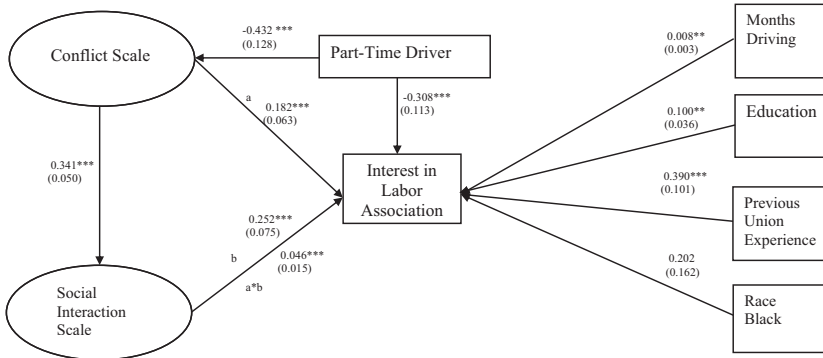 -0.432 ***
(0.128)
Conflict Scale
Part-Time Driver
Months
Driving
0.008**
(0.003)
a
0.182***
(0.063)
-0.308***
(0.113)
0.100**
(0.036)
Education
0.341***
(0.050)
Interest in
Labor
Association
0.390***
(0.101)
Previous
Union
Experience
0.252***
(0.075)
b
0.046***
(0.015)
a*b
0.202
(0.162)
Social
Interaction
Scale
Race
Black